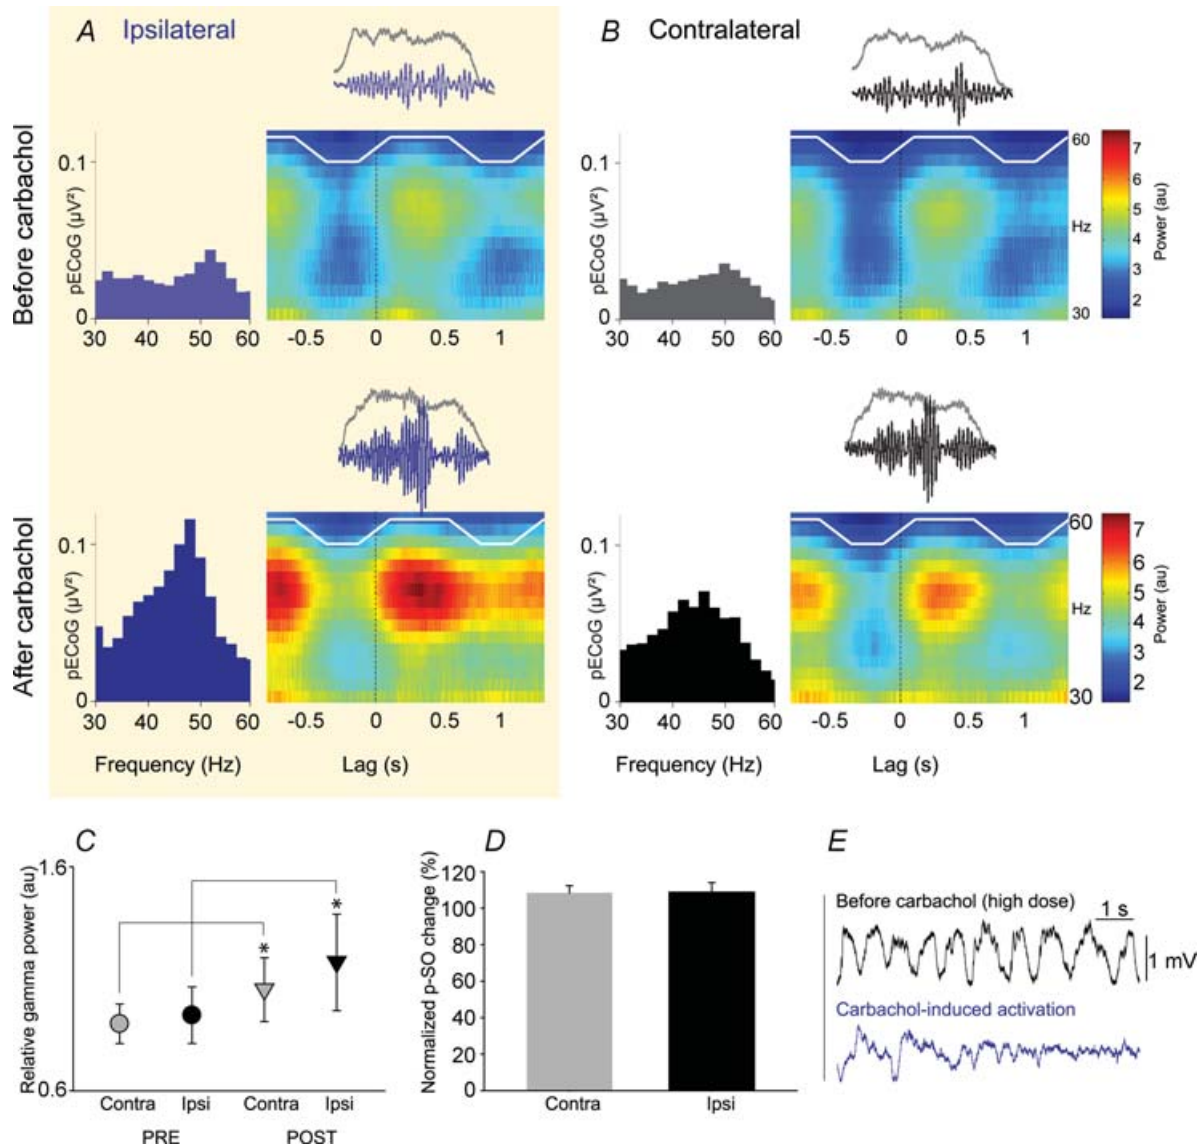 A Ipsilateral
B Contralateral
Before carbachol
pECoG (µV²)
0.1
0
30 40 50 60
-0.5 0 0.5 1
pECoG (µV²)
0.1
0
30 40 50 60
-0.5 0 0.5 1
60
Hz
30
7
6
5
4
3
2
Power (au)
After carbachol
pECoG (µV²)
0.1
0
30 40 50 60
Frequency (Hz)
-0.5 0 0.5 1
Lag (s)
pECoG (µV²)
0.1
0
30 40 50 60
Frequency (Hz)
-0.5 0 0.5 1
Lag (s)
60
Hz
30
7
6
5
4
3
2
Power (au)
C
Relative gamma power (au)
1.6
0.6
* *
Contra Ipsi Contra Ipsi
PRE POST
D
Normalized p-SO change (%)
120
100
80
60
40
20
0
Contra Ipsi
E
Before carbachol (high dose)
1 s
1 mV
Carbachol-induced activation